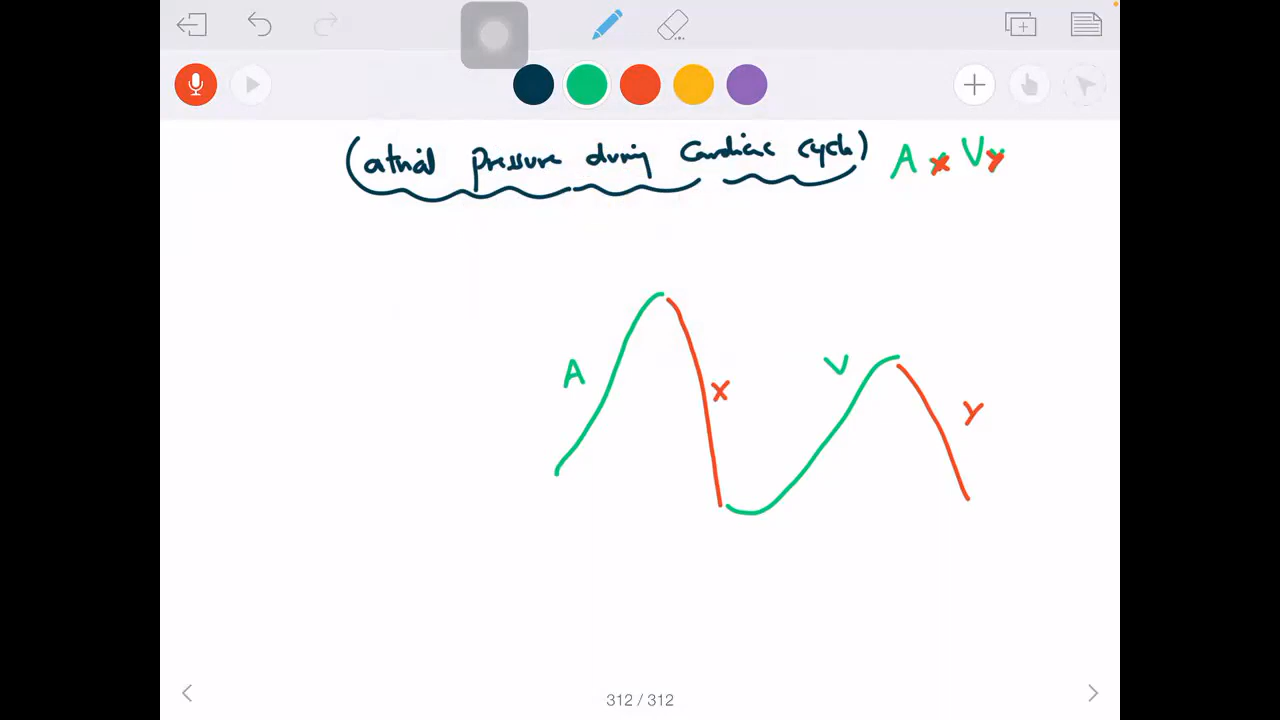 (atrial pressure during cardiac cycle) A x V y
A
x
V
y
312 / 312